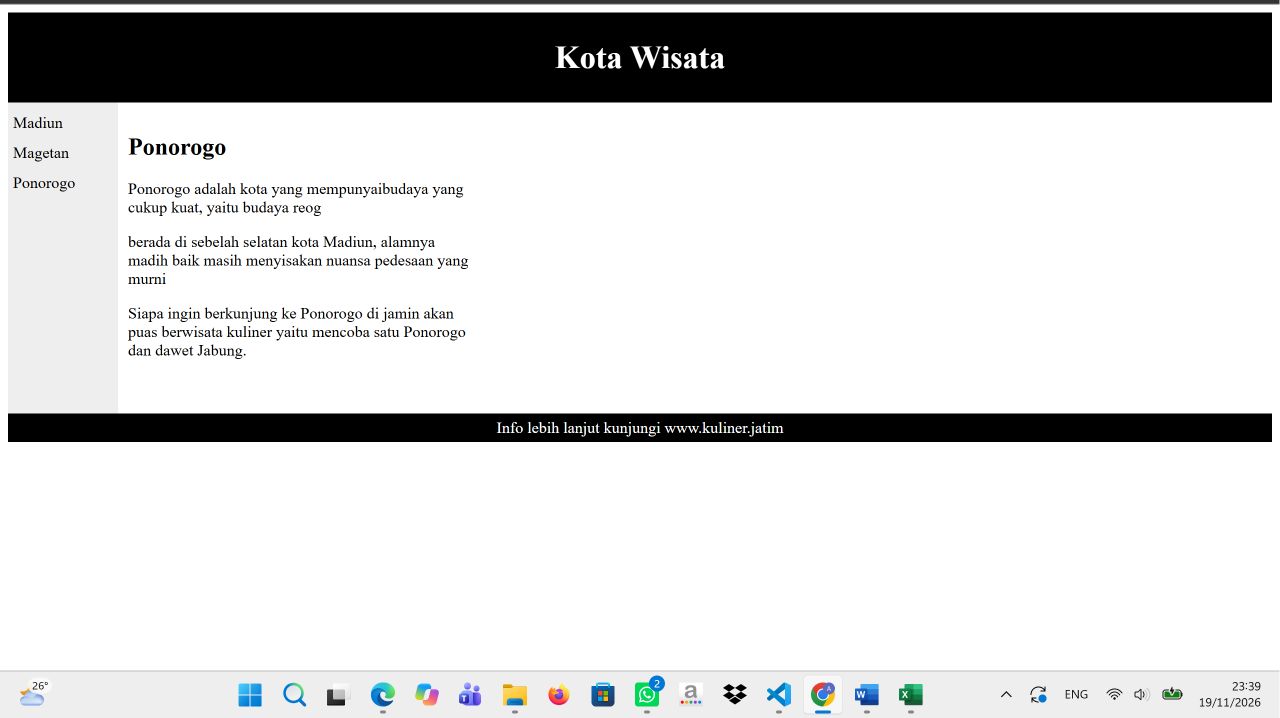 Kota Wisata
Madiun
Magetan
Ponorogo
Ponorogo
Ponorogo adalah kota yang mempunyaibudaya yang
cukup kuat, yaitu budaya reog
berada di sebelah selatan kota Madiun, alamnya
madih baik masih menyisakan nuansa pedesaan yang
murni
Siapa ingin berkunjung ke Ponorogo di jamin akan
puas berwisata kuliner yaitu mencoba satu Ponorogo
dan dawet Jabung.
Info lebih lanjut kunjungi www.kuliner.jatim
26°
2
ENG
23:39
19/11/2026